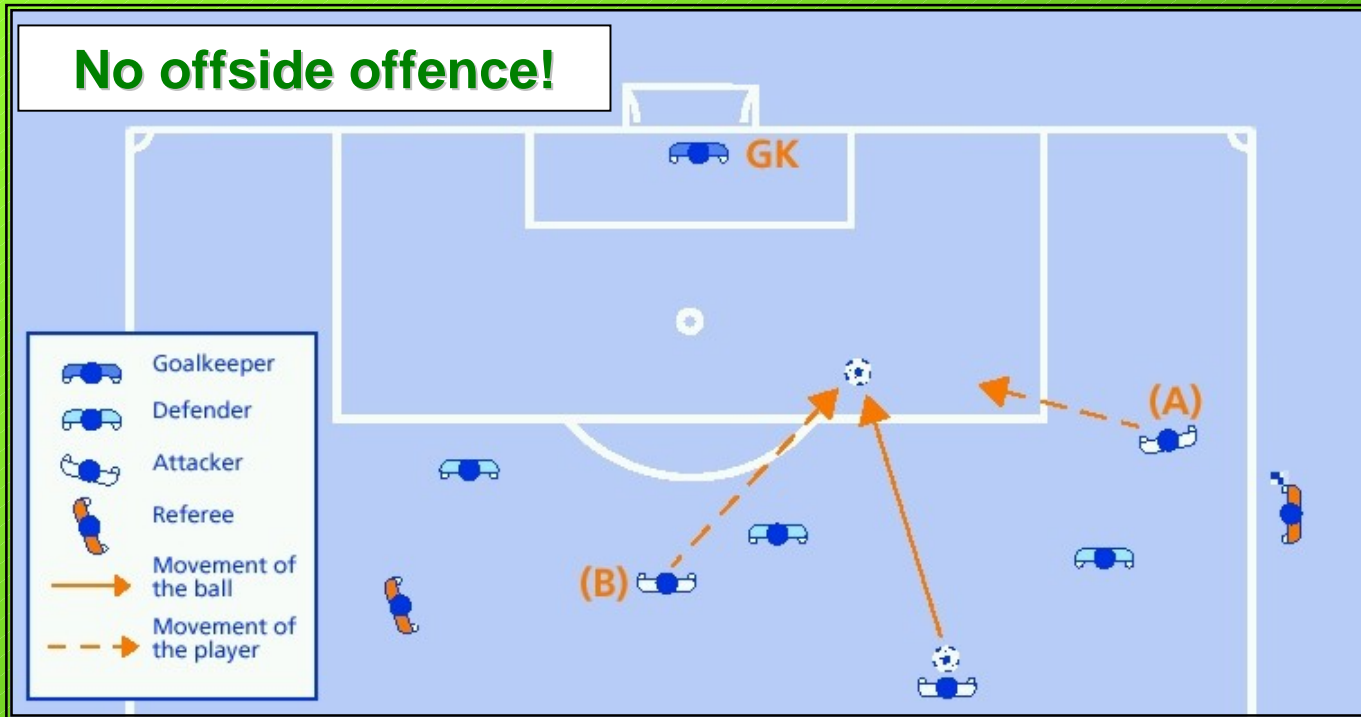 No offside offence!
GK
(A)
(B)
Goalkeeper
Defender
Attacker
Referee
Movement of
the ball
Movement of
the player